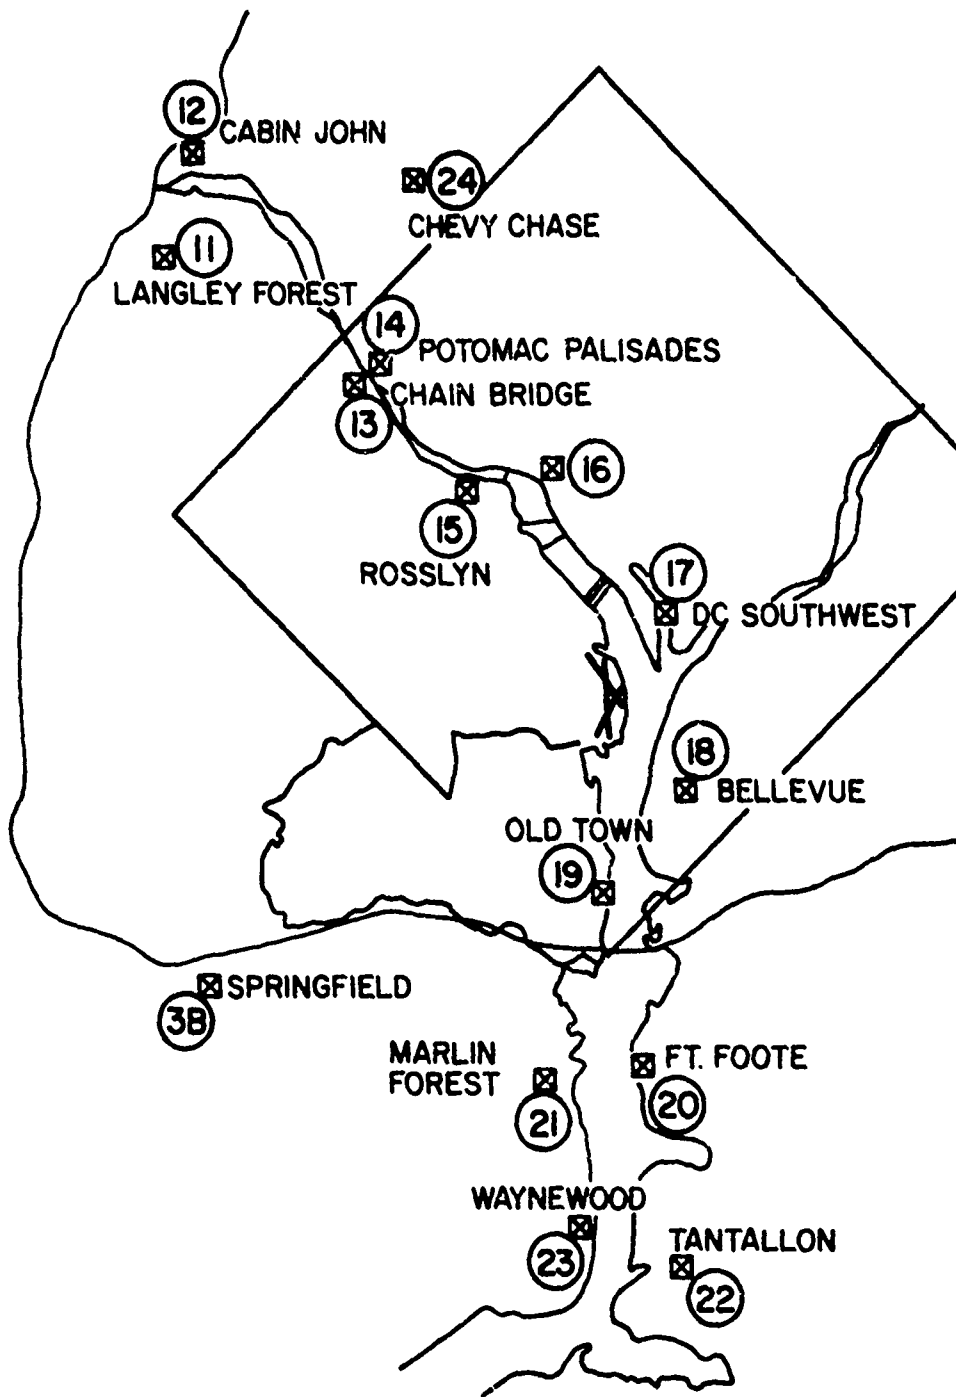 12
CABIN JOHN
24
CHEVY CHASE
11
LANGLEY FOREST
14
POTOMAC PALISADES
CHAIN BRIDGE
13
16
15
ROSSLYN
17
DC SOUTHWEST
18
BELLEVUE
OLD TOWN
19
SPRINGFIELD
3B
MARLIN
FOREST
21
FT. FOOTE
20
WAYNEWOOD
23
TANTALLON
22